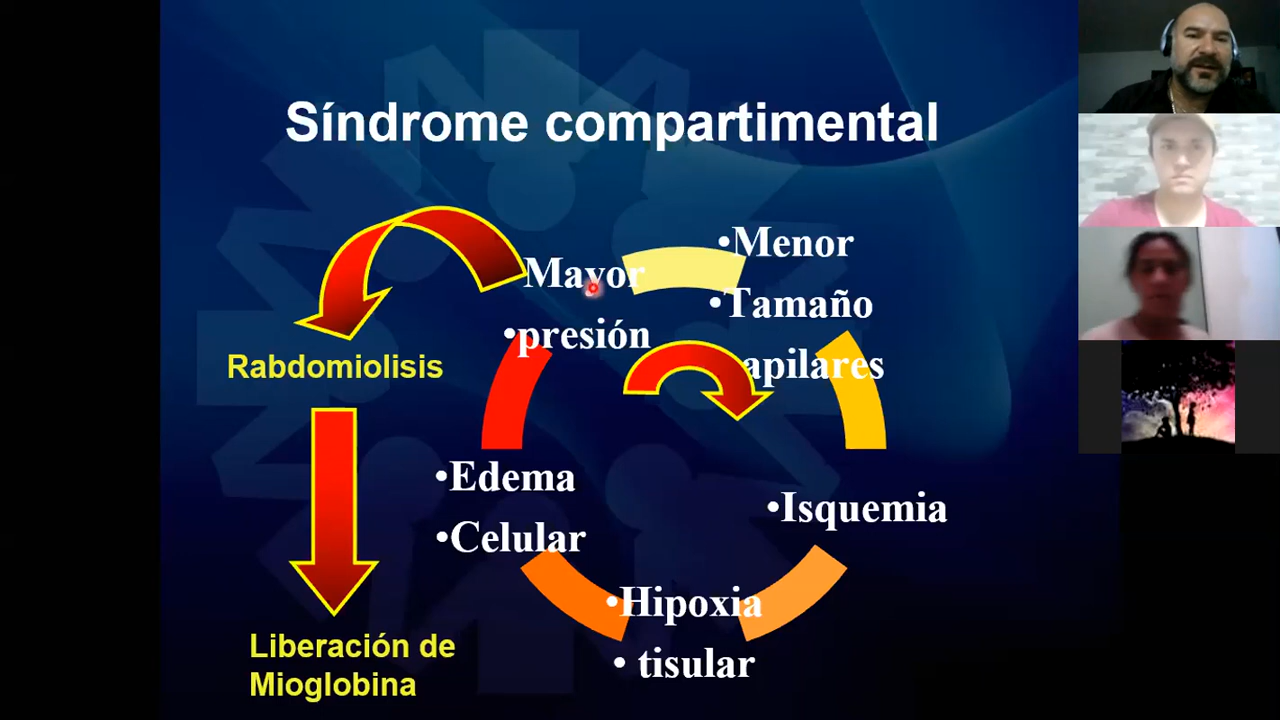 Síndrome compartimental
Mayor
•presión
•Menor
•Tamaño
apilares
•Isquemia
•Hipoxia
• tisular
•Edema
•Celular
Rabdomiolisis
Liberación de
Mioglobina